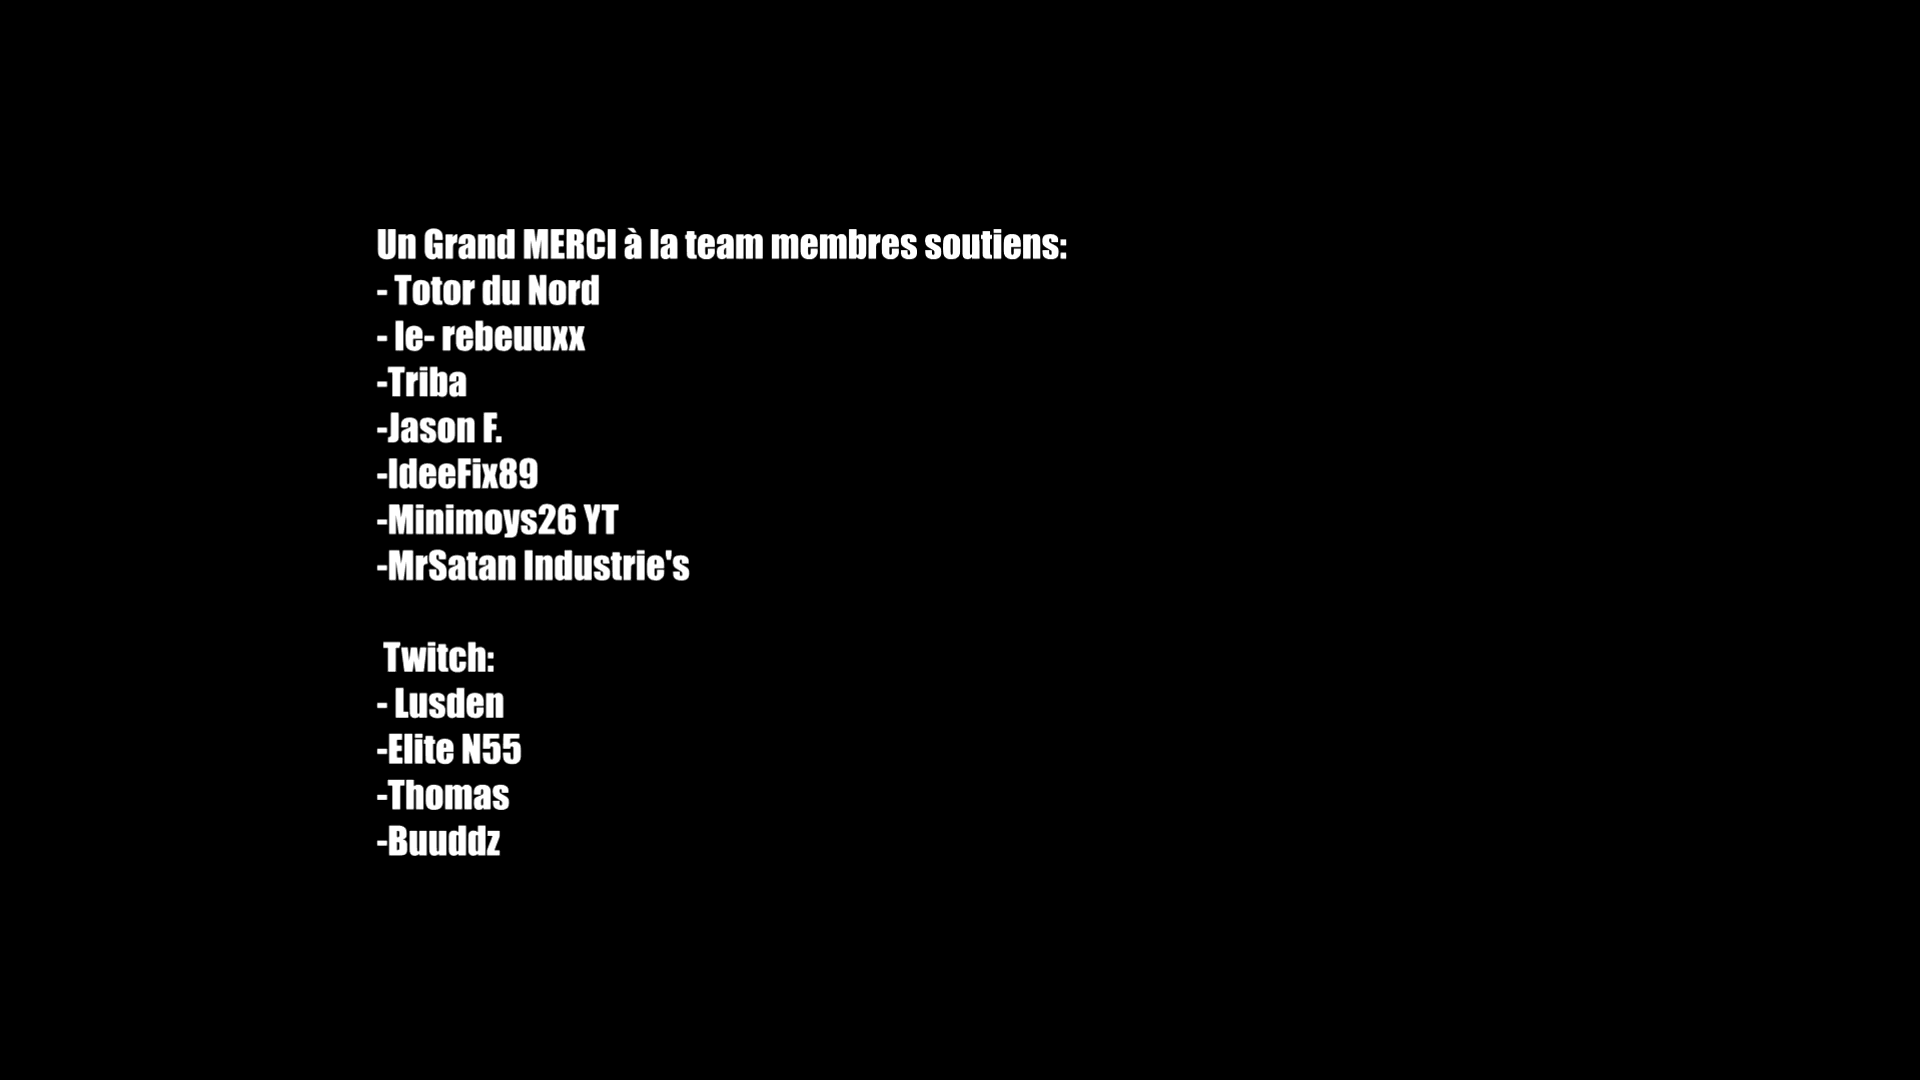 Un Grand MERCI à la team membres soutiens:
- Totor du Nord
- le- rebeuuxx
-Triba
-Jason F.
-IdeeFix89
-Minimoys26 YT
-MrSatan Industrie's
Twitch:
- Lusden
-Elite N55
-Thomas
-Buuddz